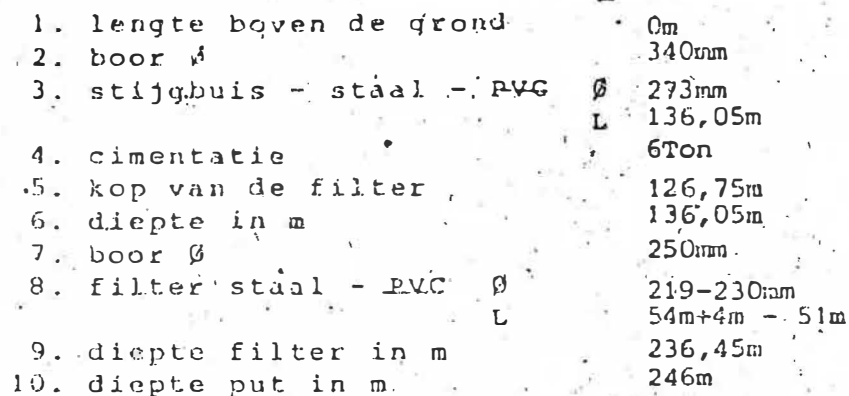 1. lengte boven de grond 0m
2. boor Ø 340mm
3. stijgbuis - staal - PVC Ø 273mm
L 136,05m
4. cimentatie 6Ton
5. kop van de filter 126,75m
6. diepte in m 136,05m
7. boor Ø 250mm
8. filter staal - PVC Ø 219-230mm
L 54m+4m - 51m
9. diepte filter in m 236,45m
10. diepte put in m. 246m